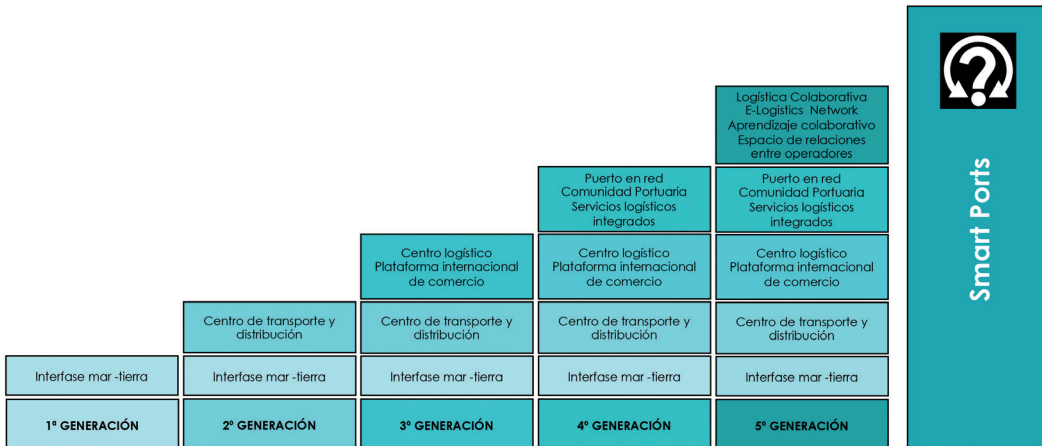 ?
Smart Ports
Logística Colaborativa
E-Logistics Network
Aprendizaje colaborativo
Espacio de relaciones
entre operadores
Puerto en red
Comunidad Portuaria
Servicios logísticos
integrados
Puerto en red
Comunidad Portuaria
Servicios logísticos
integrados
Centro logístico
Plataforma internacional
de comercio
Centro logístico
Plataforma internacional
de comercio
Centro logístico
Plataforma internacional
de comercio
Centro de transporte y
distribución
Centro de transporte y
distribución
Centro de transporte y
distribución
Centro de transporte y
distribución
Interfase mar -tierra
Interfase mar -tierra
Interfase mar -tierra
Interfase mar -tierra
Interfase mar -tierra
1ª GENERACIÓN
2º GENERACIÓN
3º GENERACIÓN
4º GENERACIÓN
5º GENERACIÓN